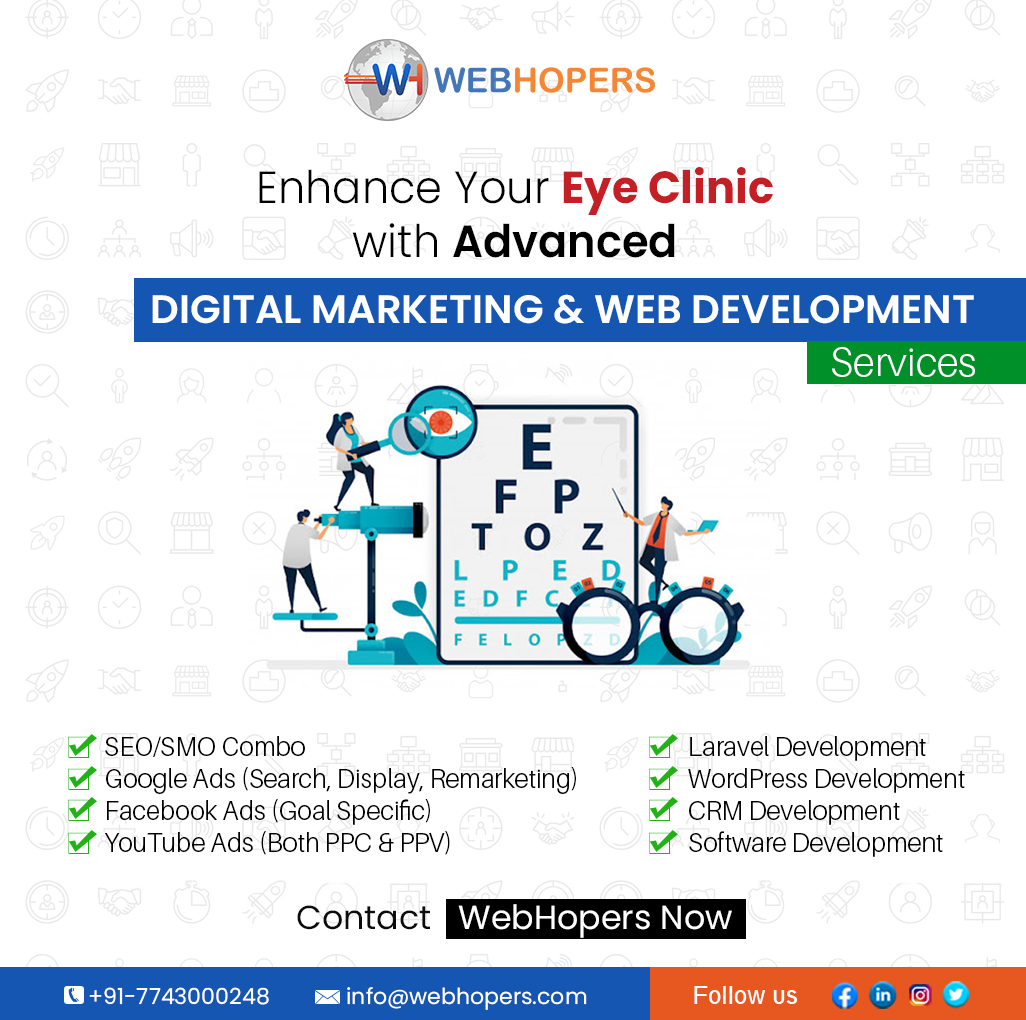 WH WEBHOPERS
Enhance Your Eye Clinic
with Advanced
DIGITAL MARKETING & WEB DEVELOPMENT
Services
E
F P
T O Z
L P E D
E D F C
F E L O P Z D
SEO/SMO Combo
Google Ads (Search, Display, Remarketing)
Facebook Ads (Goal Specific)
YouTube Ads (Both PPC & PPV)
Laravel Development
WordPress Development
CRM Development
Software Development
Contact WebHopers Now
+91-7743000248
info@webhopers.com
Follow us